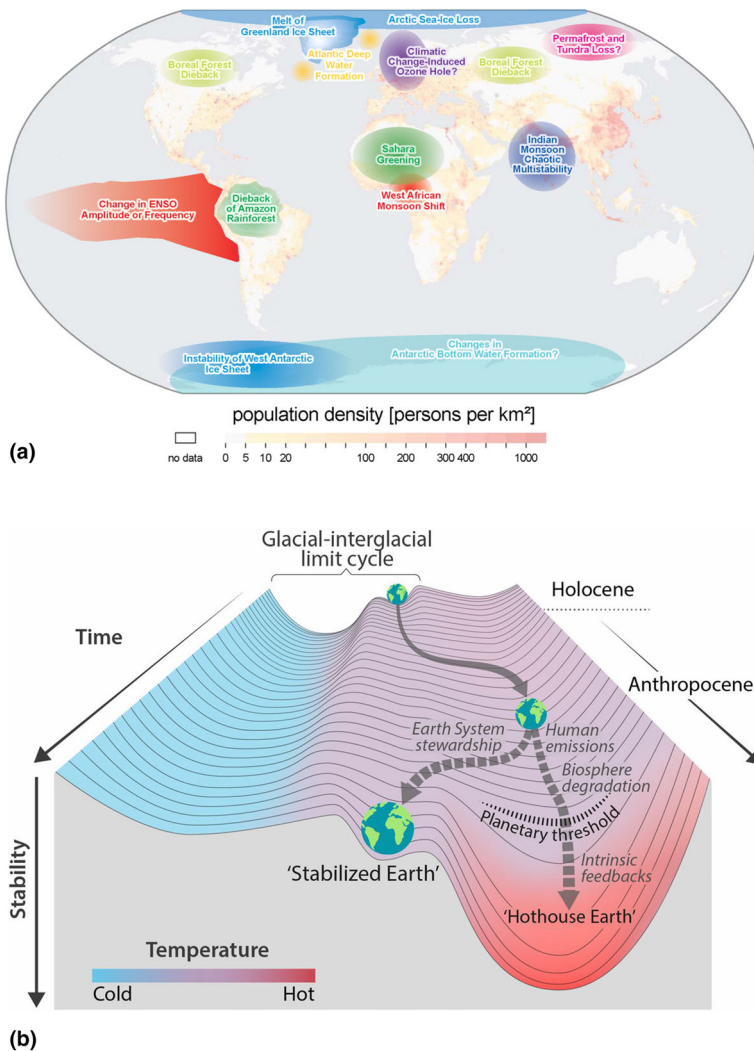 Melt of
Greenland Ice Sheet
Arctic Sea-Ice Loss
Atlantic Deep
Water
Formation
Climatic
Change-Induced
Ozone Hole?
Permafrost and
Tundra Loss?
Boreal Forest
Dieback
Boreal Forest
Dieback
Sahara
Greening
Indian
Monsoon
Chaotic
Multistability
West African
Monsoon Shift
Change in ENSO
Amplitude or Frequency
Dieback
of Amazon
Rainforest
Instability of West Antarctic
Ice Sheet
Changes in
Antarctic Bottom Water Formation?
population density [persons per km²]
no data
0 5 10 20 100 200 300 400 1000
(a)
Glacial-interglacial
limit cycle
Holocene
Time
Anthropocene
Earth System
stewardship
Human
emissions
Biosphere
degradation
Planetary threshold
Intrinsic
feedbacks
Stability
'Stabilized Earth'
'Hothouse Earth'
Temperature
Cold Hot
(b)